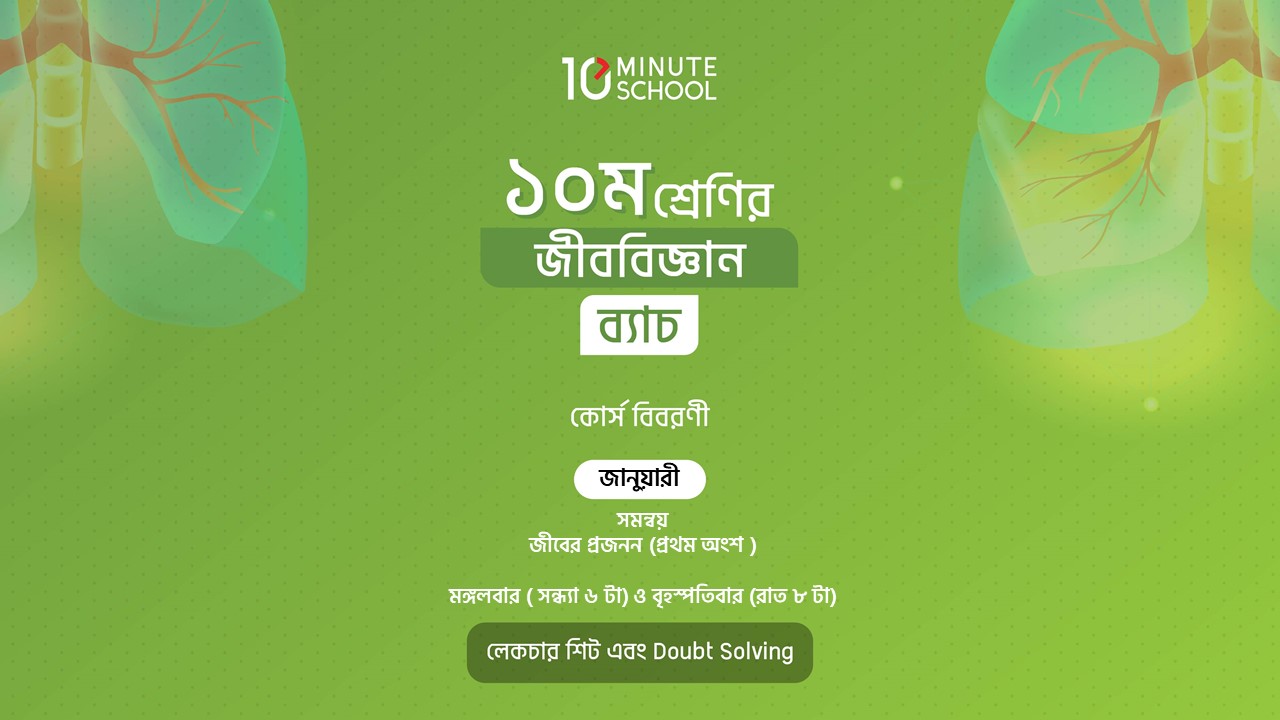 10 MINUTE
SCHOOL
১০ম শ্রেণির
জীববিজ্ঞান
ব্যাচ
কোর্স বিবরণী
জানুয়ারী
সমন্বয়
জীবের প্রজনন (প্রথম অংশ )
মঙ্গলবার ( সন্ধ্যা ৬ টা) ও বৃহস্পতিবার (রাত ৮ টা)
লেকচার শিট এবং Doubt Solving